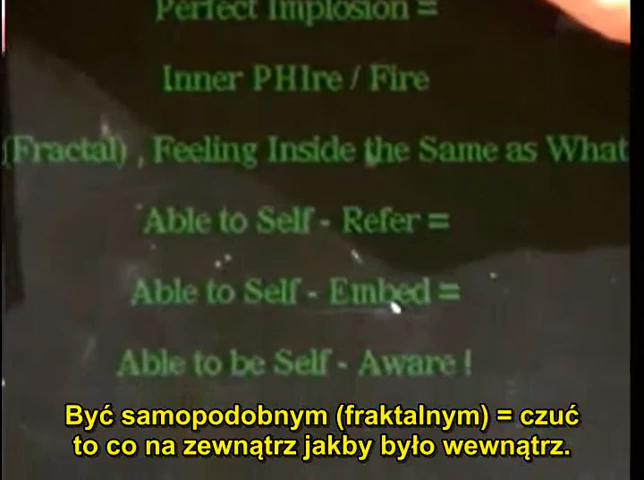 Perfect Implosion =
Inner PHIre / Fire
(Fractal) , Feeling Inside the Same as What
Able to Self - Refer =
Able to Self - Embed =
Able to be Self - Aware !
Być samopodobnym (fraktalnym) = czuć
to co na zewnątrz jakby było wewnątrz.